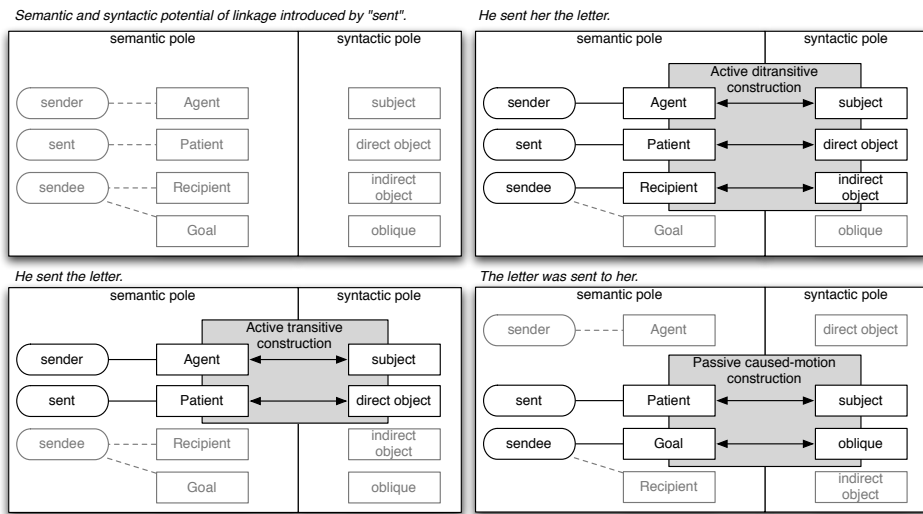 Semantic and syntactic potential of linkage introduced by "sent".
semantic pole
syntactic pole
sender
Agent
subject
sent
Patient
direct object
sendee
Recipient
indirect
object
Goal
oblique
He sent her the letter.
semantic pole
syntactic pole
Active ditransitive
construction
sender
Agent
subject
sent
Patient
direct object
sendee
Recipient
indirect
object
Goal
oblique
He sent the letter.
semantic pole
syntactic pole
Active transitive
construction
sender
Agent
subject
sent
Patient
direct object
sendee
Recipient
indirect
object
Goal
oblique
The letter was sent to her.
semantic pole
syntactic pole
sender
Agent
direct object
Passive caused-motion
construction
sent
Patient
subject
sendee
Goal
oblique
Recipient
indirect
object